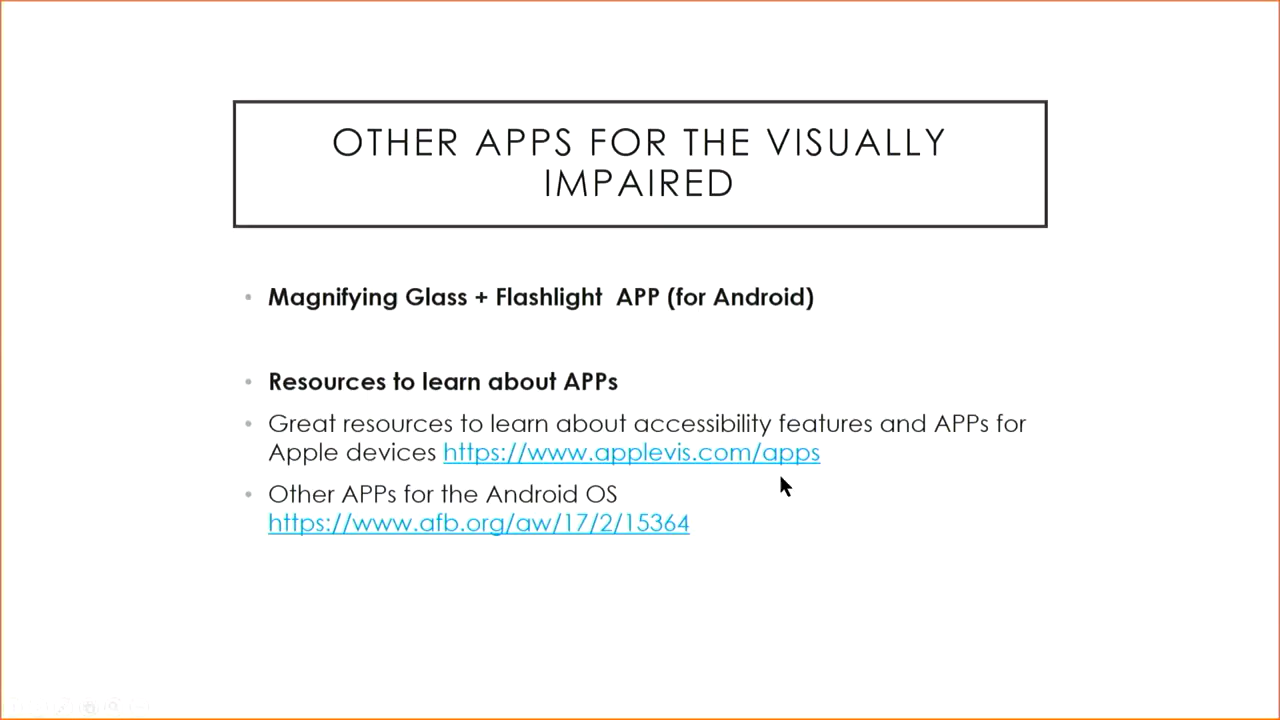 OTHER APPS FOR THE VISUALLY
IMPAIRED
• Magnifying Glass + Flashlight  APP (for Android)
• Resources to learn about APPs
• Great resources to learn about accessibility features and APPs for
Apple devices https://www.applevis.com/apps
• Other APPs for the Android OS
https://www.afb.org/aw/17/2/15364